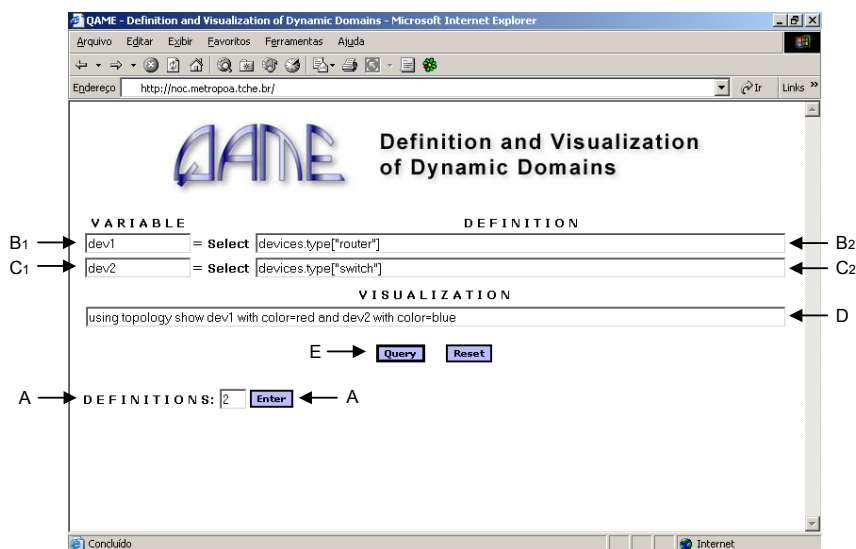 QAME - Definition and Visualization of Dynamic Domains - Microsoft Internet Explorer
Arquivo Editar Exibir Favoritos Ferramentas Ajuda
Endereço http://noc.metropoa.tche.br/ Ir Links »
QAME Definition and Visualization
of Dynamic Domains
VARIABLE DEFINITION
B1 dev1 = Select devices.type["router"] B2
C1 dev2 = Select devices.type["switch"] C2
VISUALIZATION
using topology show dev1 with color=red and dev2 with color=blue D
E Query Reset
A DEFINITIONS: 2 Enter A
Concluído Internet